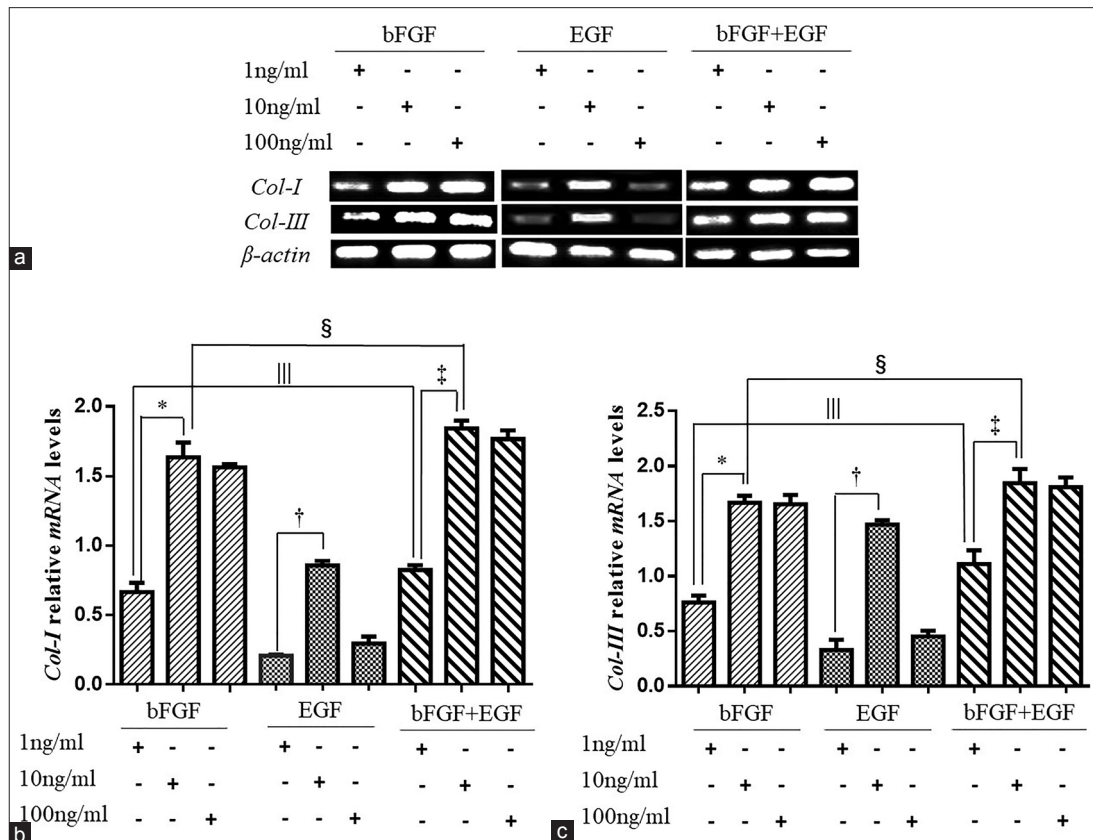 bFGF EGF bFGF+EGF
1ng/ml + - - + - - + - -
10ng/ml - + - - + - - + -
100ng/ml - - + - - + - - +
Col-I
Col-III
β-actin
a
§
||| ‡
*
†
Col-I relative mRNA levels
2.0
1.5
1.0
0.5
0.0
bFGF EGF bFGF+EGF
1ng/ml + - - + - - + - -
10ng/ml - + - - + - - + -
100ng/ml - - + - - + - - +
b
§
||| ‡
*
†
Col-III relative mRNA levels
2.5
2.0
1.5
1.0
0.5
0.0
bFGF EGF bFGF+EGF
1ng/ml + - - + - - + - -
10ng/ml - + - - + - - + -
100ng/ml - - + - - + - - +
c